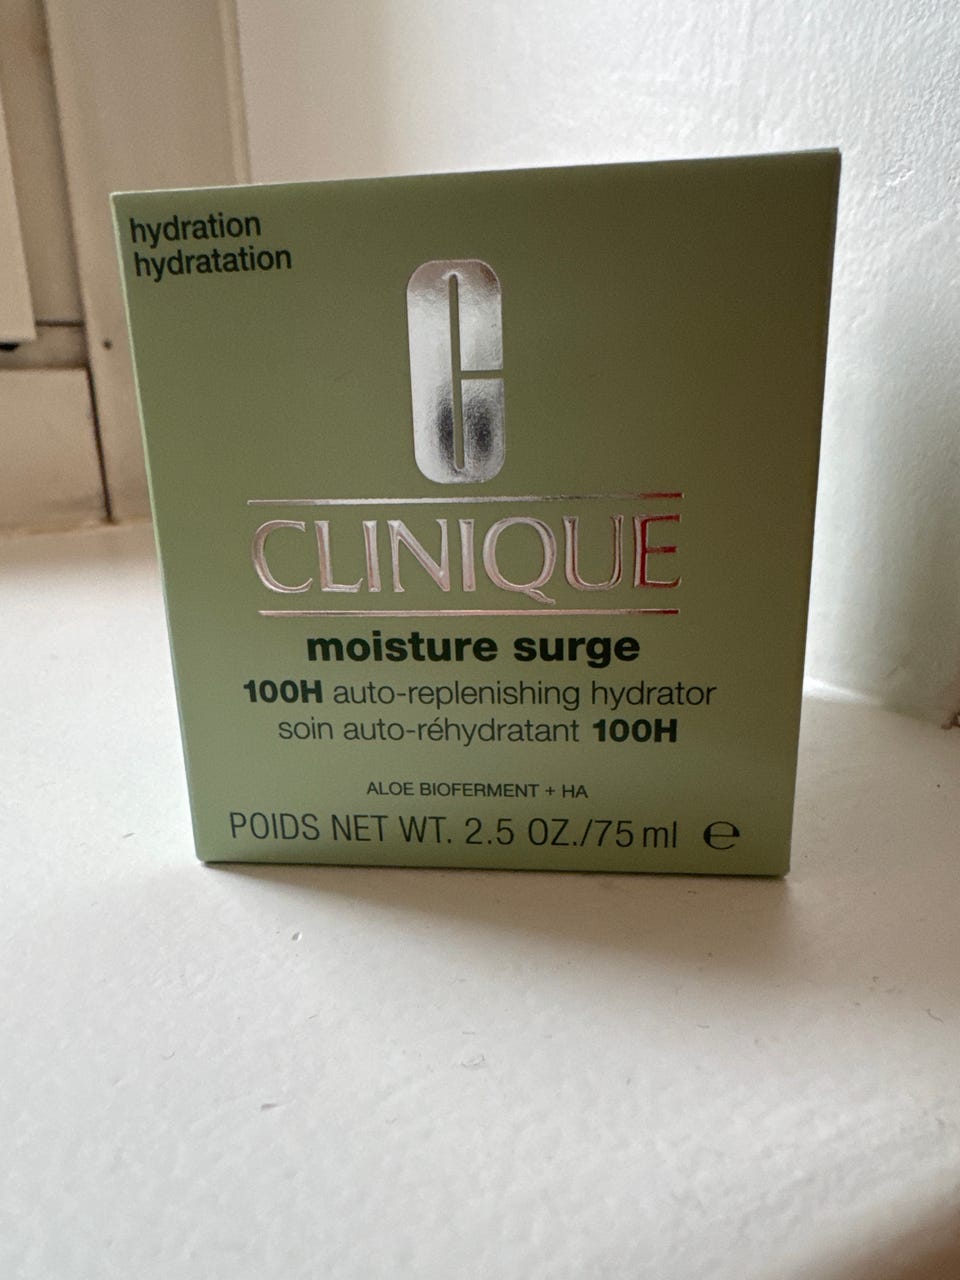 hydration
hydratation
C
CLINIQUE
moisture surge
100H auto-replenishing hydrator
soin auto-réhydratant 100H
ALOE BIOFERMENT + HA
POIDS NET WT. 2.5 OZ./75 ml ℮